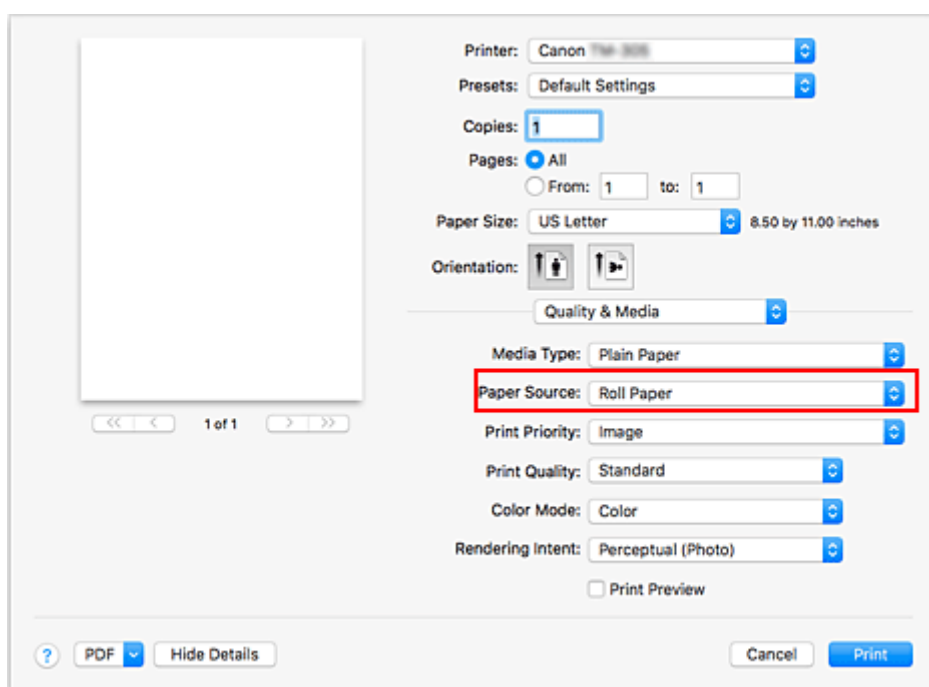 Printer: Canon
Presets: Default Settings
Copies: 1
Pages: All
From: 1 to: 1
Paper Size: US Letter 8.50 by 11.00 inches
Orientation:
Quality & Media
Media Type: Plain Paper
Paper Source: Roll Paper
<< < 1 of 1 > >>
Print Priority: Image
Print Quality: Standard
Color Mode: Color
Rendering Intent: Perceptual (Photo)
Print Preview
? PDF Hide Details Cancel Print